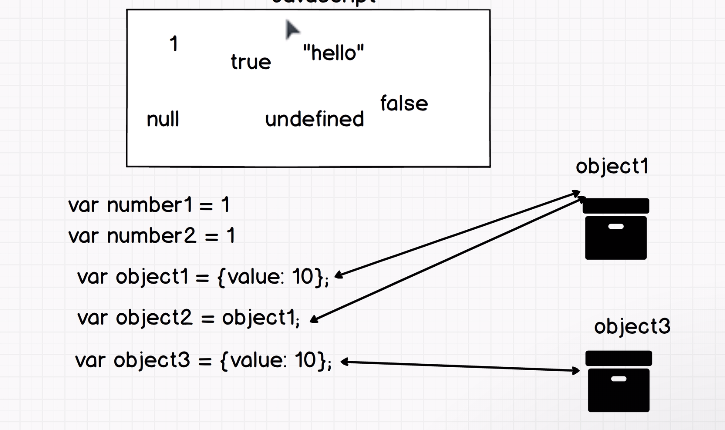 1
true
"hello"
null
undefined
false
object1
var number1 = 1
var number2 = 1
var object1 = {value: 10};
var object2 = object1;
object3
var object3 = {value: 10};